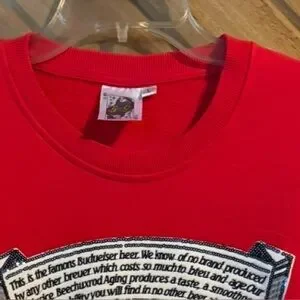 This is the famous Budweiser beer. We know of no brand produced
by any other brewer which costs so much to brew and age. Our
Beechwood Aging produces a taste, a smoothness
you will find in no other beer